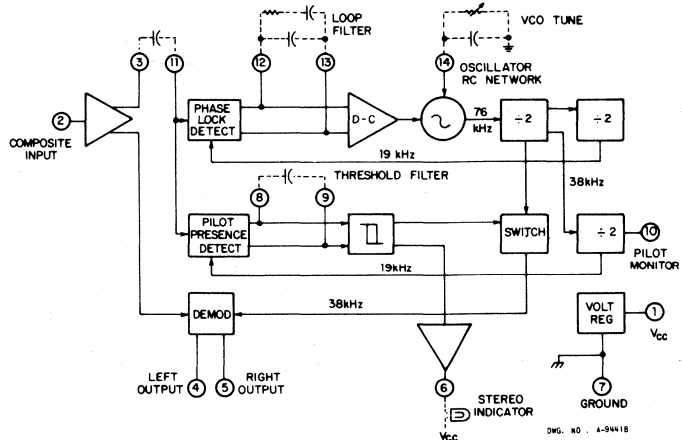 LOOP
FILTER
VCO TUNE
3
11
12
13
14
OSCILLATOR
RC NETWORK
2
COMPOSITE
INPUT
PHASE
LOCK
DETECT
D-C
76
kHz
÷2
÷2
19 kHz
38kHz
THRESHOLD FILTER
8
9
PILOT
PRESENCE
DETECT
SWITCH
÷2
10
PILOT
MONITOR
19kHz
38kHz
DEMOD
VOLT
REG
1
Vcc
LEFT
OUTPUT
4
5
RIGHT
OUTPUT
6
STEREO
INDICATOR
Vcc
7
GROUND
DWG. NO. A-9441B